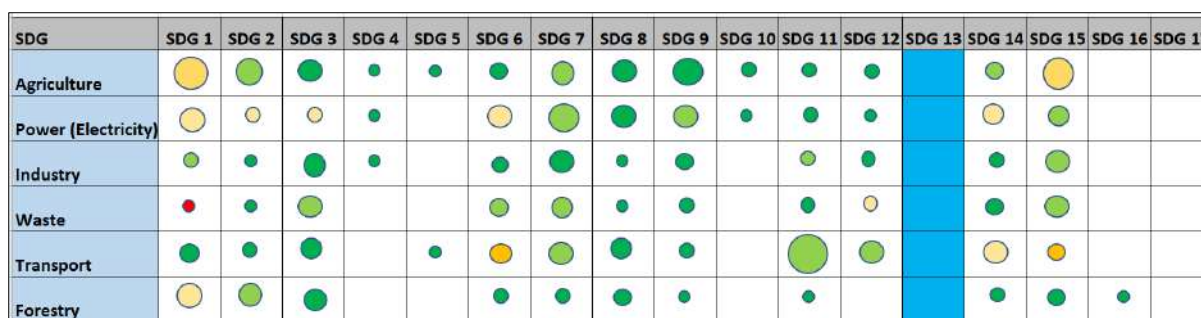 SDG SDG 1 SDG 2 SDG 3 SDG 4 SDG 5 SDG 6 SDG 7 SDG 8 SDG 9 SDG 10 SDG 11 SDG 12 SDG 13 SDG 14 SDG 15 SDG 16 SDG 1
Agriculture
Power (Electricity)
Industry
Waste
Transport
Forestry